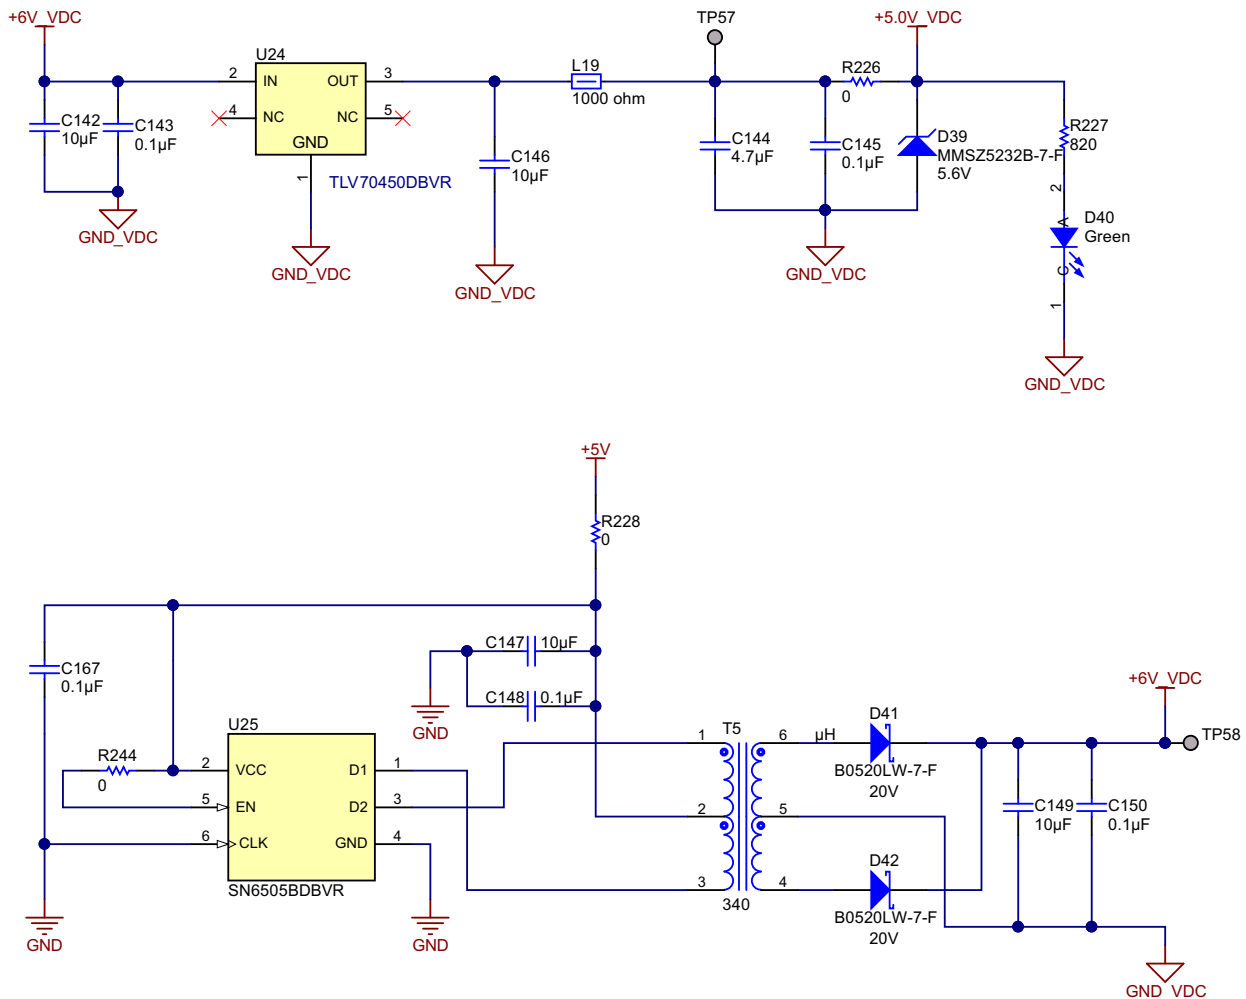 +6V_VDC
TP57
+5.0V_VDC
U24
2
IN
OUT
3
L19
1000 ohm
R226
0
4
NC
NC
5
C142
10µF
C143
0.1µF
GND
1
TLV70450DBVR
C146
10µF
C144
4.7µF
C145
0.1µF
D39
MMSZ5232B-7-F
5.6V
R227
820
2
A
D40
Green
C
1
GND_VDC
GND_VDC
GND_VDC
GND_VDC
GND_VDC
+5V
R228
0
C167
0.1µF
C147
10µF
C148
0.1µF
GND
U25
R244
0
2
VCC
D1
1
5
EN
D2
3
6
CLK
GND
4
SN6505BDBVR
GND
GND
T5
1
2
3
6
5
4
340
µH
D41
B0520LW-7-F
20V
D42
B0520LW-7-F
20V
+6V_VDC
TP58
C149
10µF
C150
0.1µF
GND_VDC